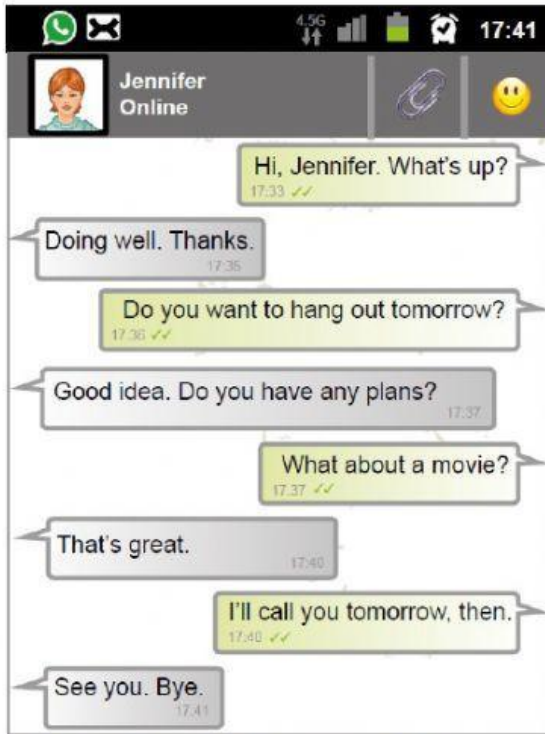 4.5G
17:41
Jennifer
Online
Hi, Jennifer. What's up?
17:33
Doing well. Thanks.
17:35
Do you want to hang out tomorrow?
17:36
Good idea. Do you have any plans?
17:37
What about a movie?
17:37
That's great.
17:40
I'll call you tomorrow, then.
17:40
See you. Bye.
17:41